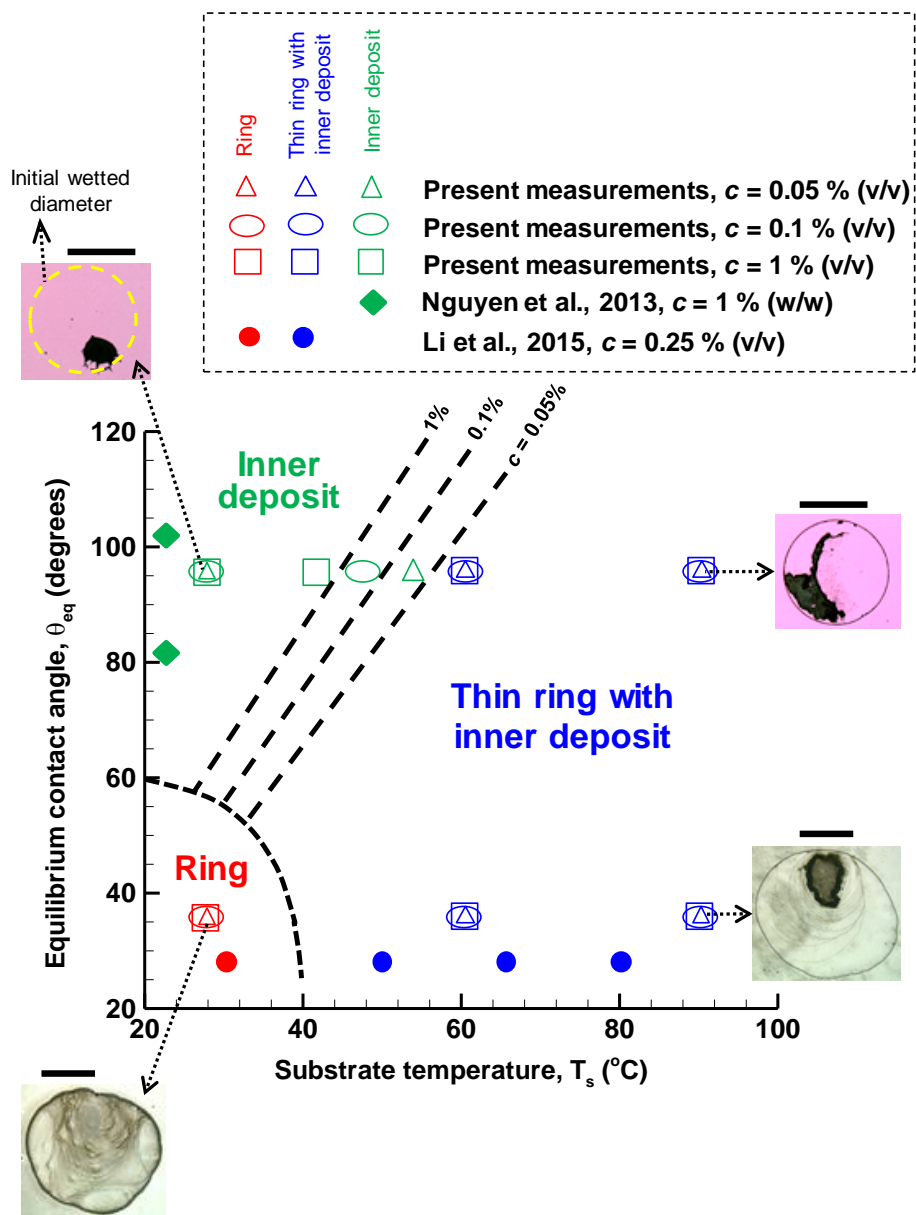 Ring
Thin ring with
inner deposit
Inner deposit
Present measurements, c = 0.05 % (v/v)
Present measurements, c = 0.1 % (v/v)
Present measurements, c = 1 % (v/v)
Nguyen et al., 2013, c = 1 % (w/w)
Li et al., 2015, c = 0.25 % (v/v)
Initial wetted
diameter
1%
0.1%
c = 0.05%
Inner
deposit
Thin ring with
inner deposit
Ring
Equilibrium contact angle, θeq (degrees)
120
100
80
60
40
20
20
40
60
80
100
Substrate temperature, Ts (oC)